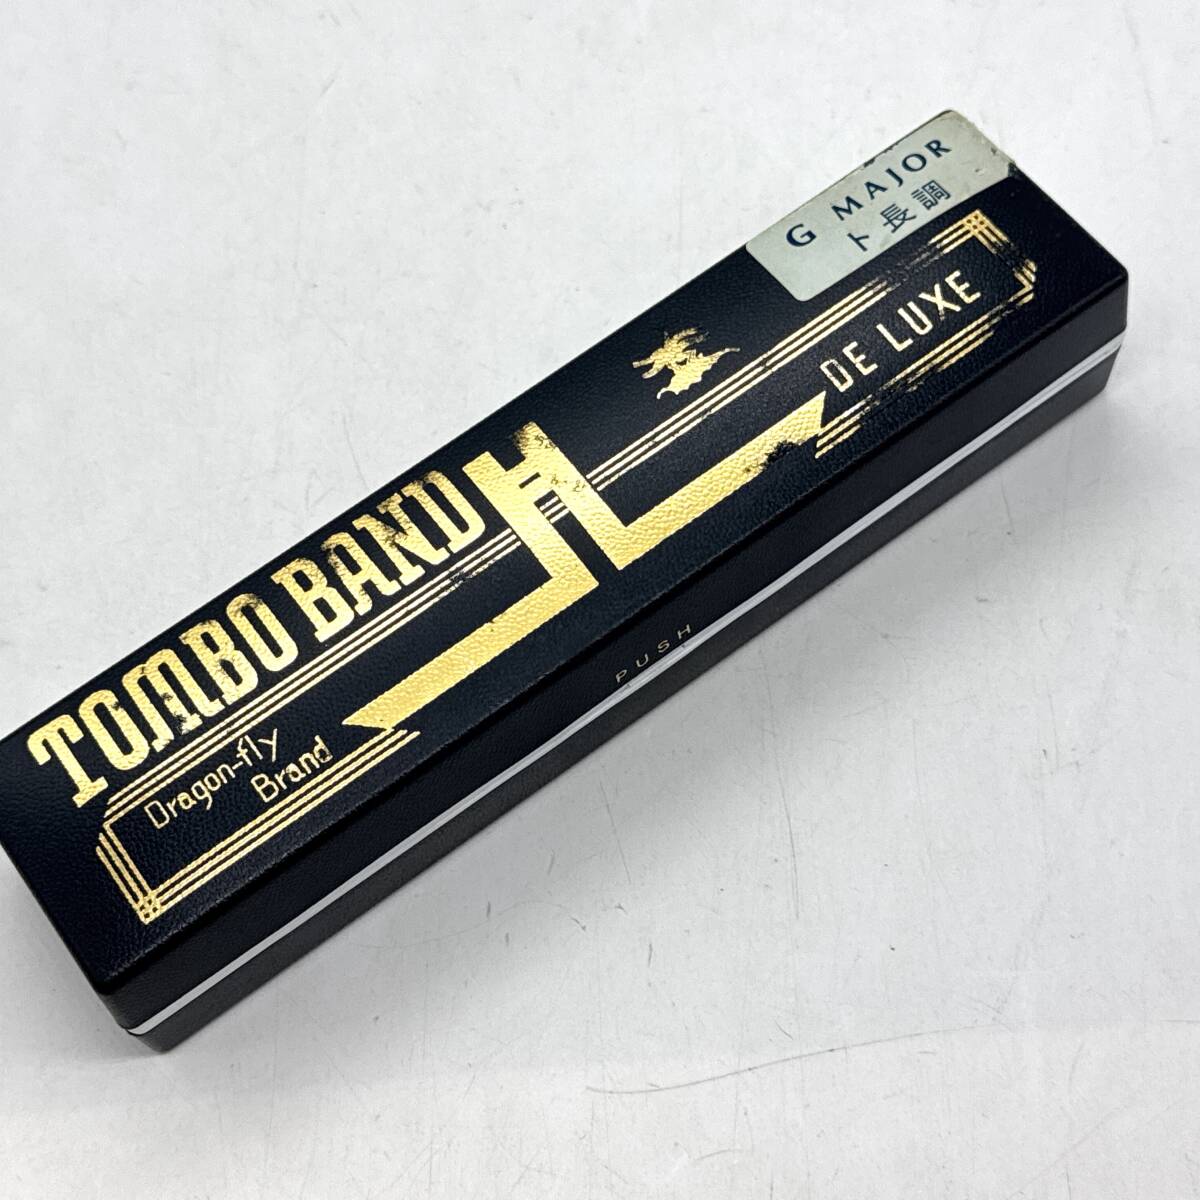 G MAJOR
ト長調
TOMBO BAND
DE LUXE
Dragon-fly
Brand
PUSH